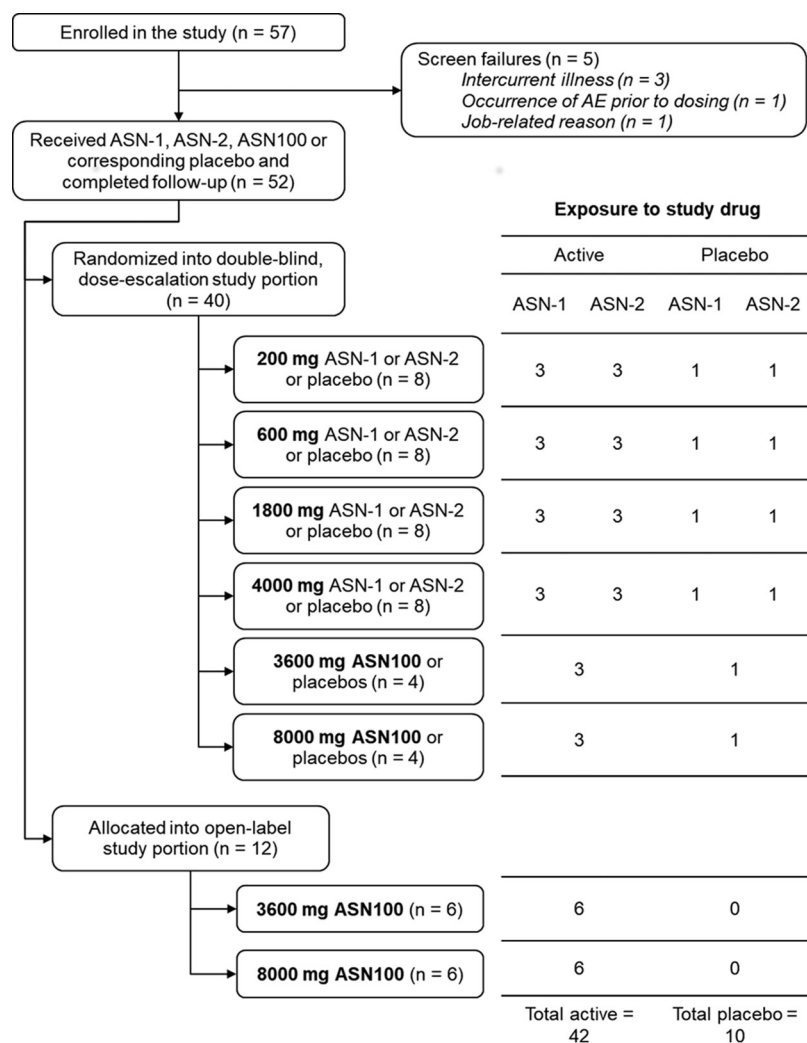 Enrolled in the study (n = 57)
Screen failures (n = 5)
Intercurrent illness (n = 3)
Occurrence of AE prior to dosing (n = 1)
Job-related reason (n = 1)
Received ASN-1, ASN-2, ASN100 or
corresponding placebo and
completed follow-up (n = 52)
Exposure to study drug
Randomized into double-blind,
dose-escalation study portion
(n = 40)
Active Placebo
ASN-1 ASN-2 ASN-1 ASN-2
200 mg ASN-1 or ASN-2
or placebo (n = 8)
3 3 1 1
600 mg ASN-1 or ASN-2
or placebo (n = 8)
3 3 1 1
1800 mg ASN-1 or ASN-2
or placebo (n = 8)
3 3 1 1
4000 mg ASN-1 or ASN-2
or placebo (n = 8)
3 3 1 1
3600 mg ASN100 or
placebos (n = 4)
3 1
8000 mg ASN100 or
placebos (n = 4)
3 1
Allocated into open-label
study portion (n = 12)
3600 mg ASN100 (n = 6)
6 0
8000 mg ASN100 (n = 6)
6 0
Total active = Total placebo =
42 10